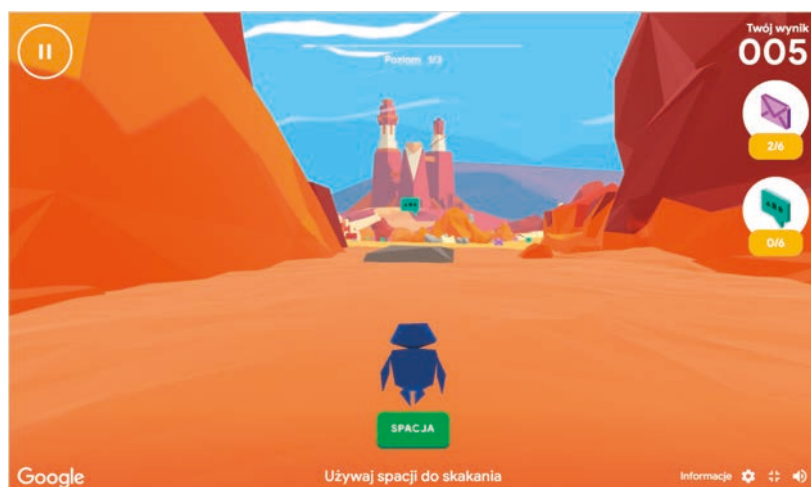 Twój wynik
005
Poziom 1/3
2/6
0/6
SPACJA
Używaj spacji do skakania
Google
Informacje